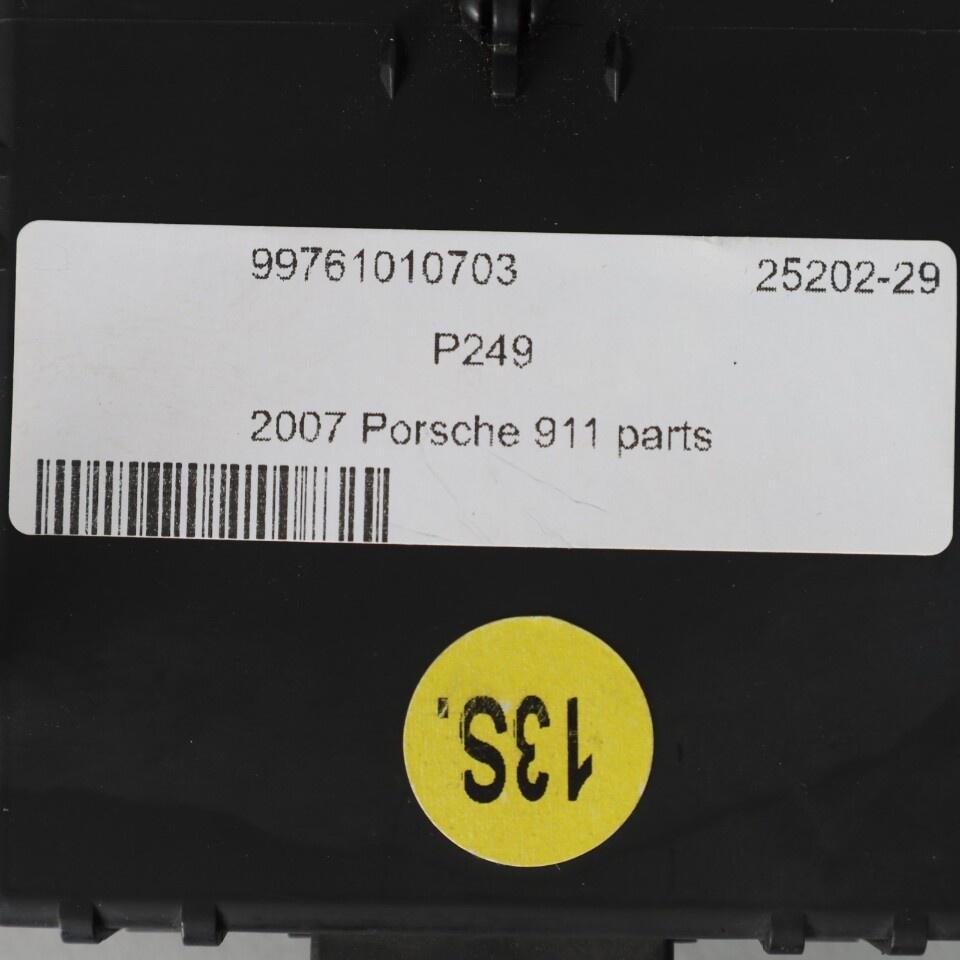 99761010703 25202-29
P249
2007 Porsche 911 parts
13S.